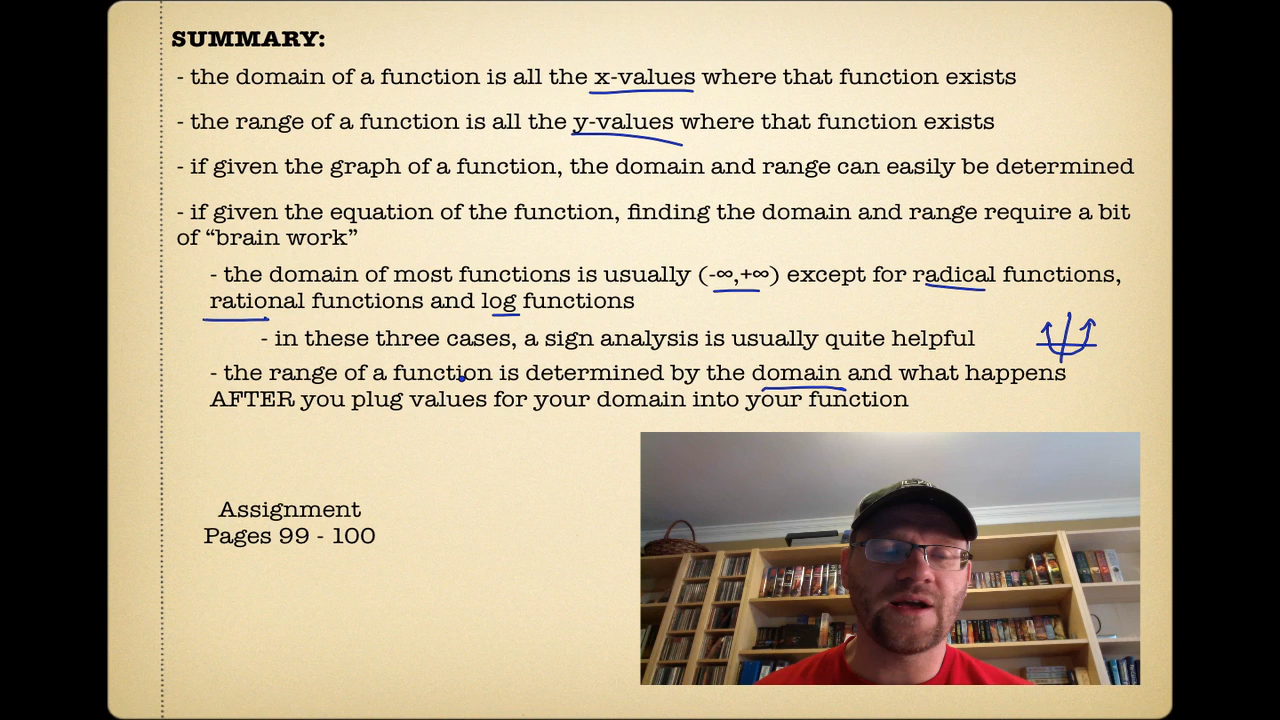 SUMMARY:
- the domain of a function is all the x-values where that function exists
- the range of a function is all the y-values where that function exists
- if given the graph of a function, the domain and range can easily be determined
- if given the equation of the function, finding the domain and range require a bit
of “brain work”
- the domain of most functions is usually (-∞,+∞) except for radical functions,
rational functions and log functions
- in these three cases, a sign analysis is usually quite helpful
- the range of a function is determined by the domain and what happens
AFTER you plug values for your domain into your function
Assignment
Pages 99 - 100